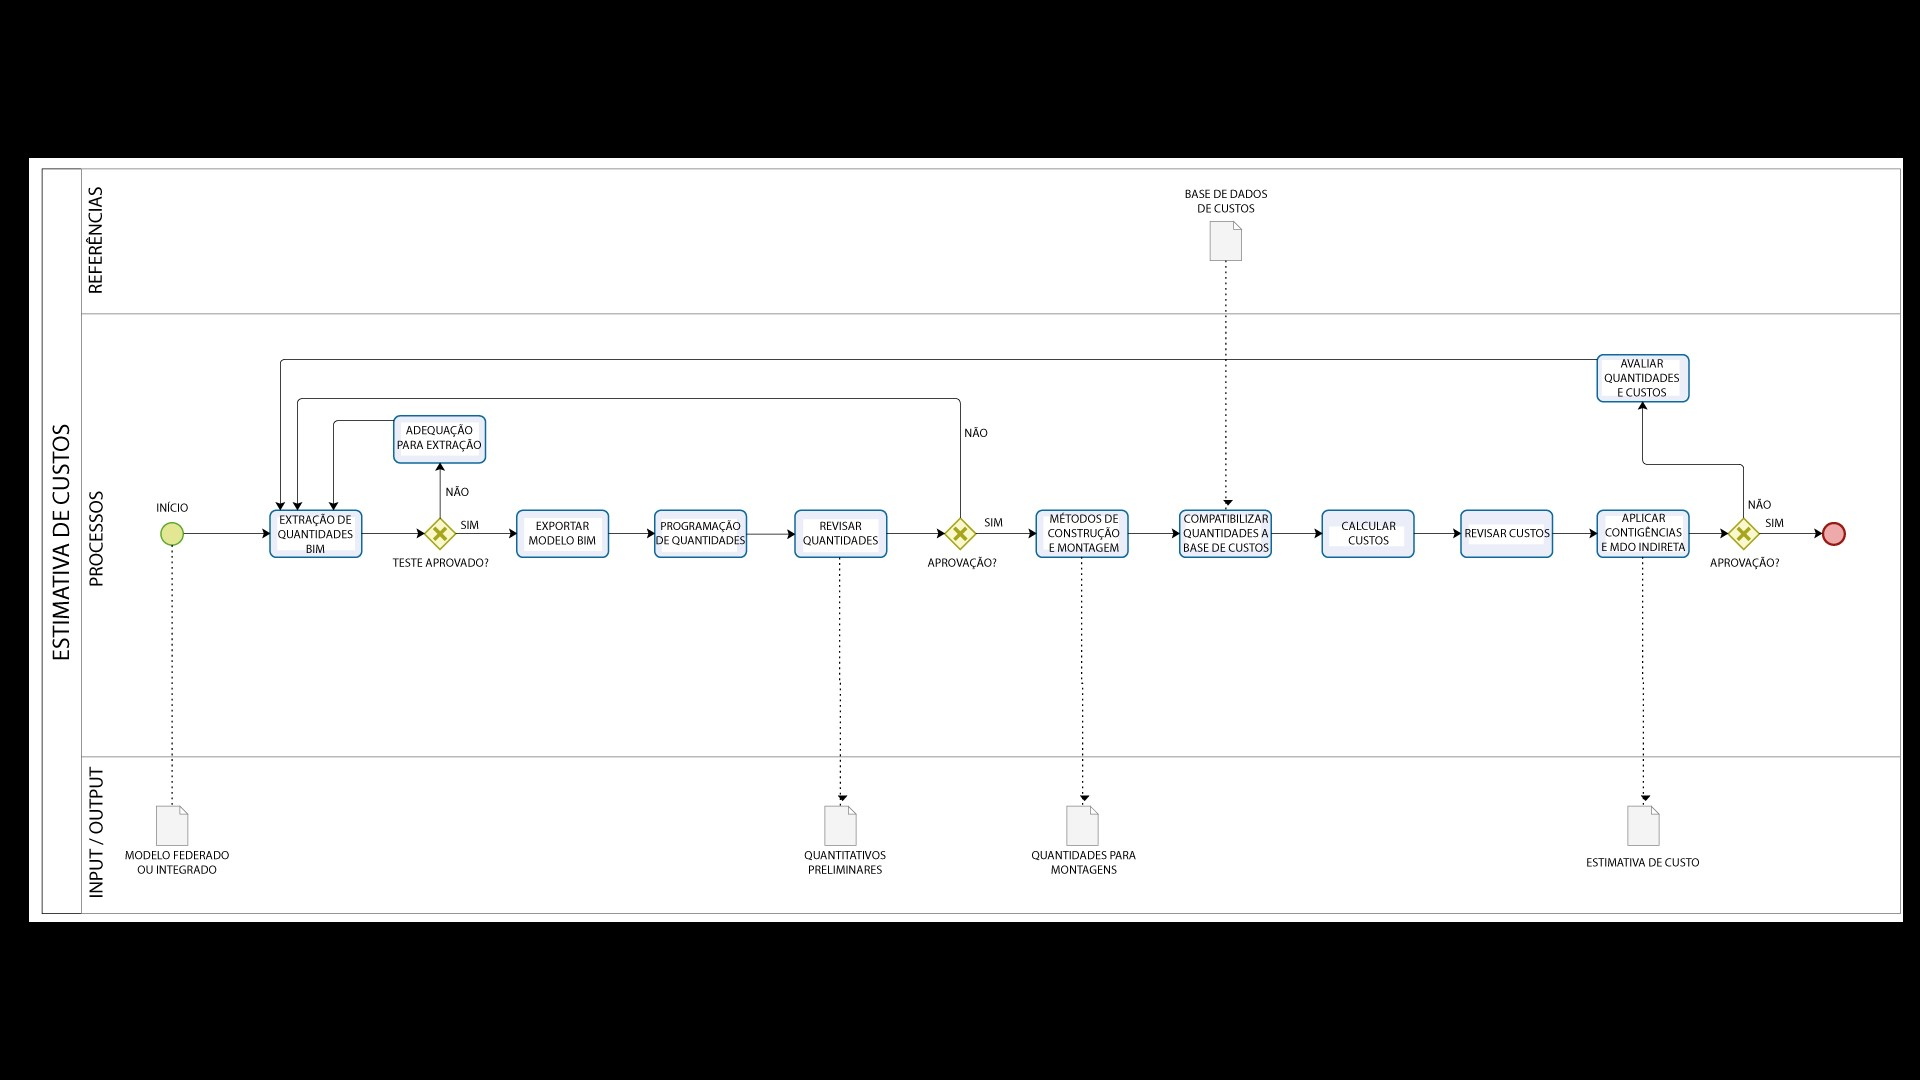 ESTIMATIVA DE CUSTOS
REFERÊNCIAS
BASE DE DADOS
DE CUSTOS
PROCESSOS
AVALIAR
QUANTIDADES
E CUSTOS
ADEQUAÇÃO
PARA EXTRAÇÃO
NÃO
NÃO
INÍCIO
EXTRAÇÃO DE
QUANTIDADES
BIM
SIM
TESTE APROVADO?
EXPORTAR
MODELO BIM
PROGRAMAÇÃO
DE QUANTIDADES
REVISAR
QUANTIDADES
SIM
APROVAÇÃO?
MÉTODOS DE
CONSTRUÇÃO
E MONTAGEM
COMPATIBILIZAR
QUANTIDADES A
BASE DE CUSTOS
CALCULAR
CUSTOS
REVISAR CUSTOS
APLICAR
CONTIGÊNCIAS
E MDO INDIRETA
NÃO
SIM
APROVAÇÃO?
INPUT / OUTPUT
MODELO FEDERADO
OU INTEGRADO
QUANTITATIVOS
PRELIMINARES
QUANTIDADES PARA
MONTAGENS
ESTIMATIVA DE CUSTO